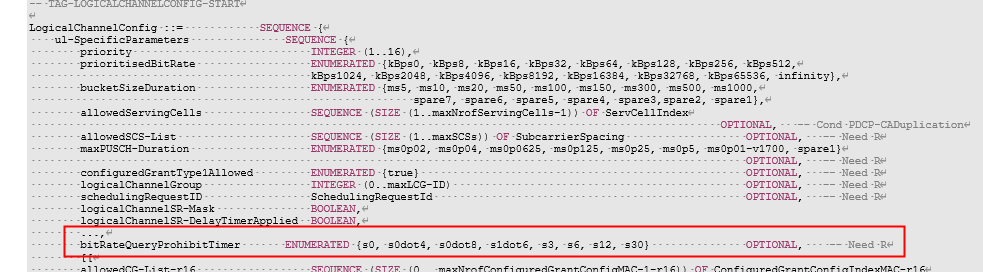 -- TAG-LOGICALCHANNELCONFIG-START
LogicalChannelConfig ::= SEQUENCE {
ul-SpecificParameters SEQUENCE {
priority INTEGER (1..16),
prioritisedBitRate ENUMERATED {kBps0, kBps8, kBps16, kBps32, kBps64, kBps128, kBps256, kBps512,
kBps1024, kBps2048, kBps4096, kBps8192, kBps16384, kBps32768, kBps65536, infinity},
bucketSizeDuration ENUMERATED {ms5, ms10, ms20, ms50, ms100, ms150, ms300, ms500, ms1000,
spare7, spare6, spare5, spare4, spare3,spare2, spare1},
allowedServingCells SEQUENCE (SIZE (1..maxNrofServingCells-1)) OF ServCellIndex
OPTIONAL, -- Cond PDCP-CADuplication
allowedSCS-List SEQUENCE (SIZE (1..maxSCSs)) OF SubcarrierSpacing OPTIONAL, -- Need R
maxPUSCH-Duration ENUMERATED {ms0p02, ms0p04, ms0p0625, ms0p125, ms0p25, ms0p5, ms0p01-v1700, spare1}
OPTIONAL, -- Need R
configuredGrantType1Allowed ENUMERATED {true} OPTIONAL, -- Need R
logicalChannelGroup INTEGER (0..maxLCG-ID) OPTIONAL, -- Need R
schedulingRequestID SchedulingRequestId OPTIONAL, -- Need R
logicalChannelSR-Mask BOOLEAN,
logicalChannelSR-DelayTimerApplied BOOLEAN,
...,
bitRateQueryProhibitTimer ENUMERATED {s0, s0dot4, s0dot8, s1dot6, s3, s6, s12, s30} OPTIONAL, -- Need R
[[
allowedCG-List-r16 SEQUENCE (SIZE (0.. maxNrofConfiguredGrantConfigMAC-1-r16)) OF ConfiguredGrantConfigIndexMAC-r16